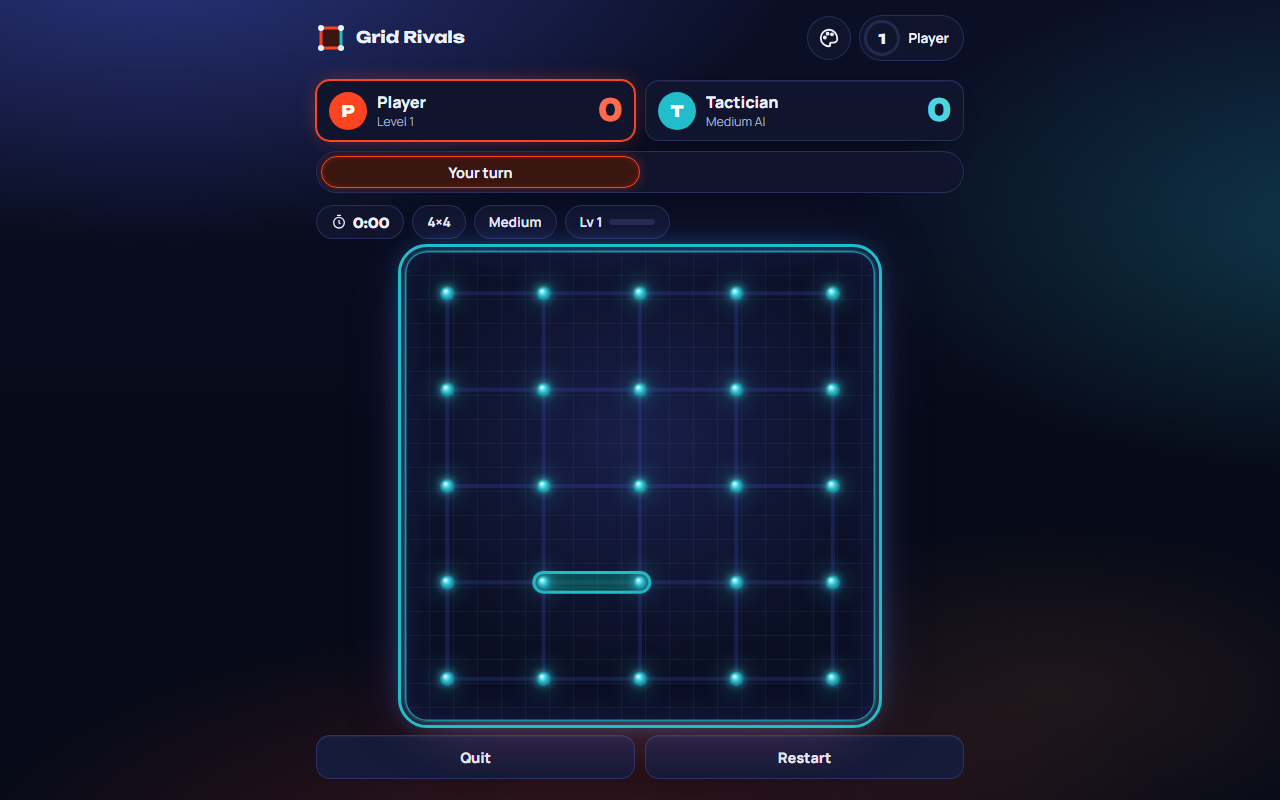 Grid Rivals
1 Player
P Player 0
Level 1
T Tactician 0
Medium AI
Your turn
0:00 4×4 Medium Lv 1
Quit Restart